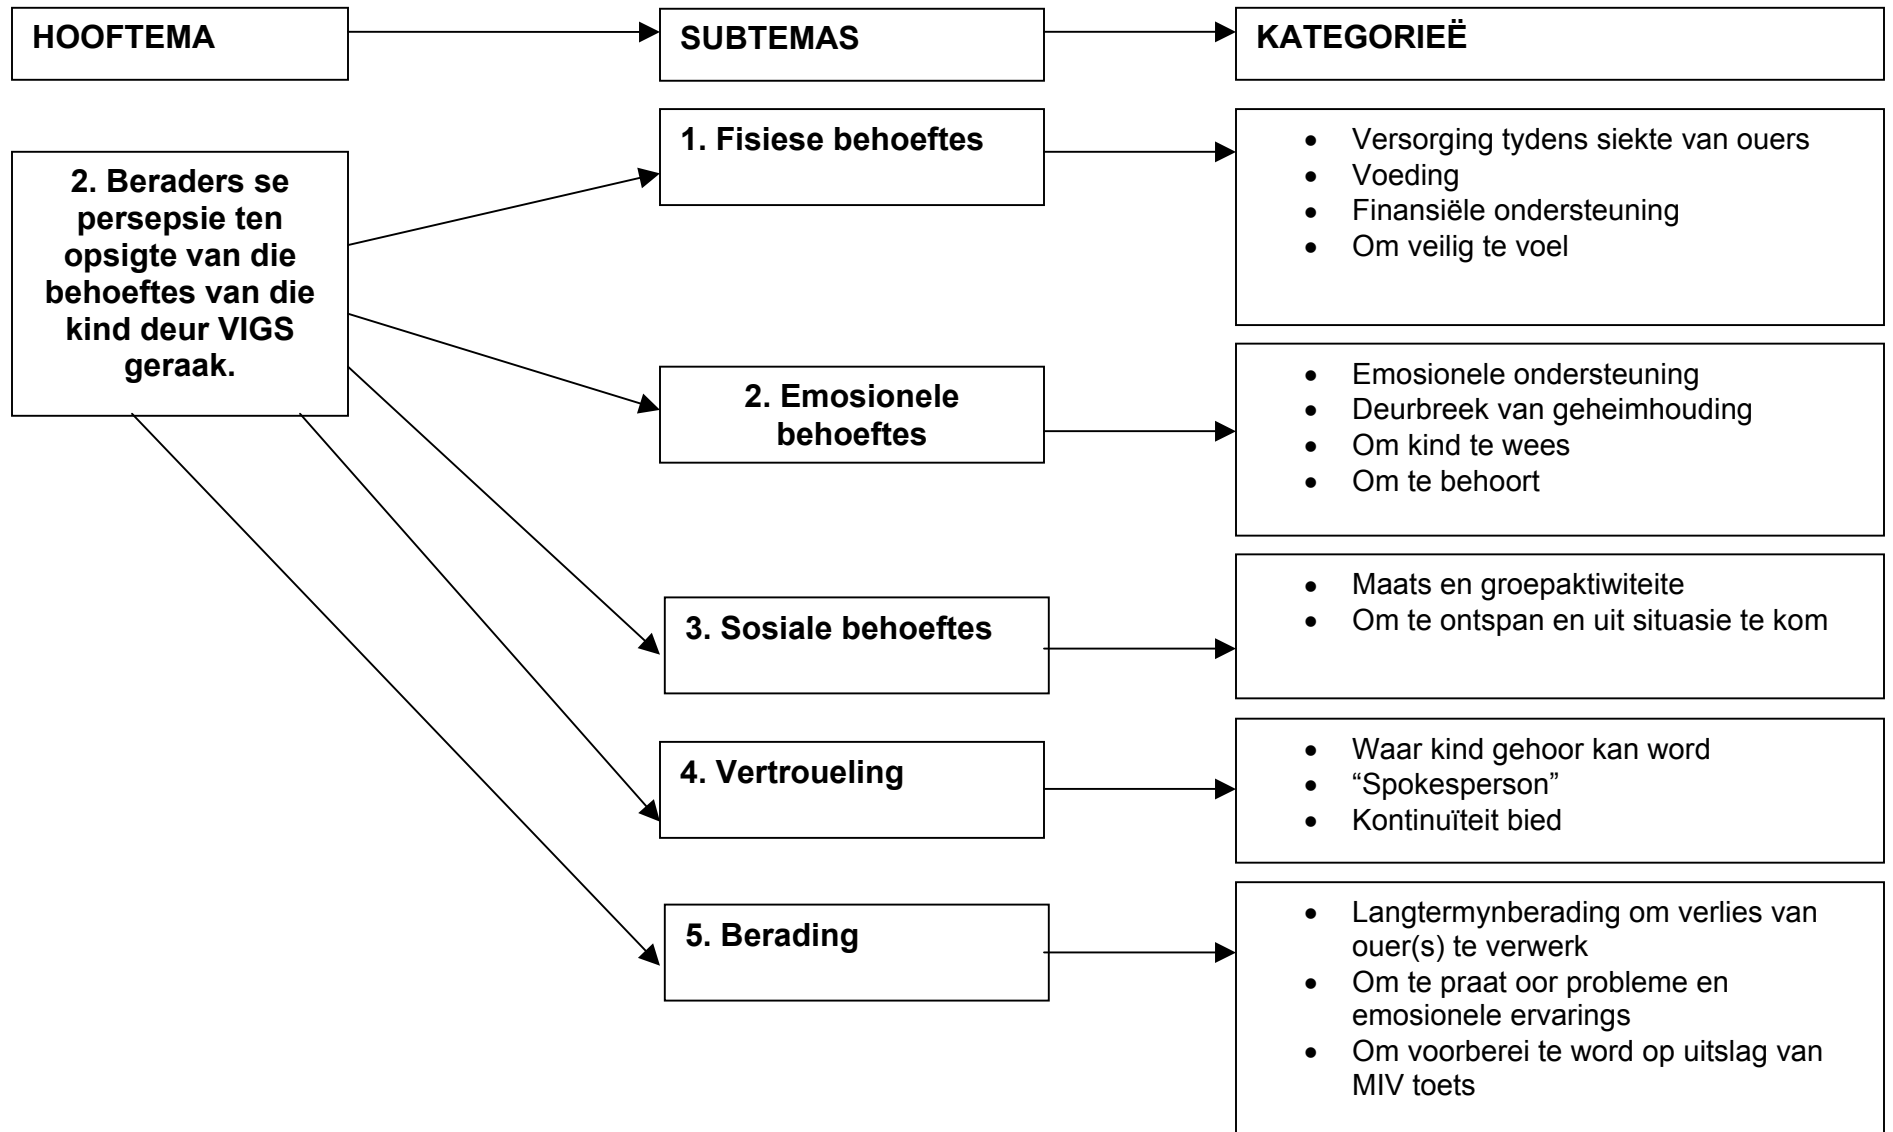 HOOFTEMA
SUBTEMAS
KATEGORIEË
2. Beraders se
persepsie ten
opsigte van die
behoeftes van die
kind deur VIGS
geraak.
1. Fisiese behoeftes
• Versorging tydens siekte van ouers
• Voeding
• Finansiële ondersteuning
• Om veilig te voel
2. Emosionele
behoeftes
• Emosionele ondersteuning
• Deurbreek van geheimhouding
• Om kind te wees
• Om te behoort
3. Sosiale behoeftes
• Maats en groepaktiwiteite
• Om te ontspan en uit situasie te kom
4. Vertroueling
• Waar kind gehoor kan word
• “Spokesperson”
• Kontinuïteit bied
5. Berading
• Langtermynberading om verlies van
ouer(s) te verwerk
• Om te praat oor probleme en
emosionele ervarings
• Om voorberei te word op uitslag van
MIV toets